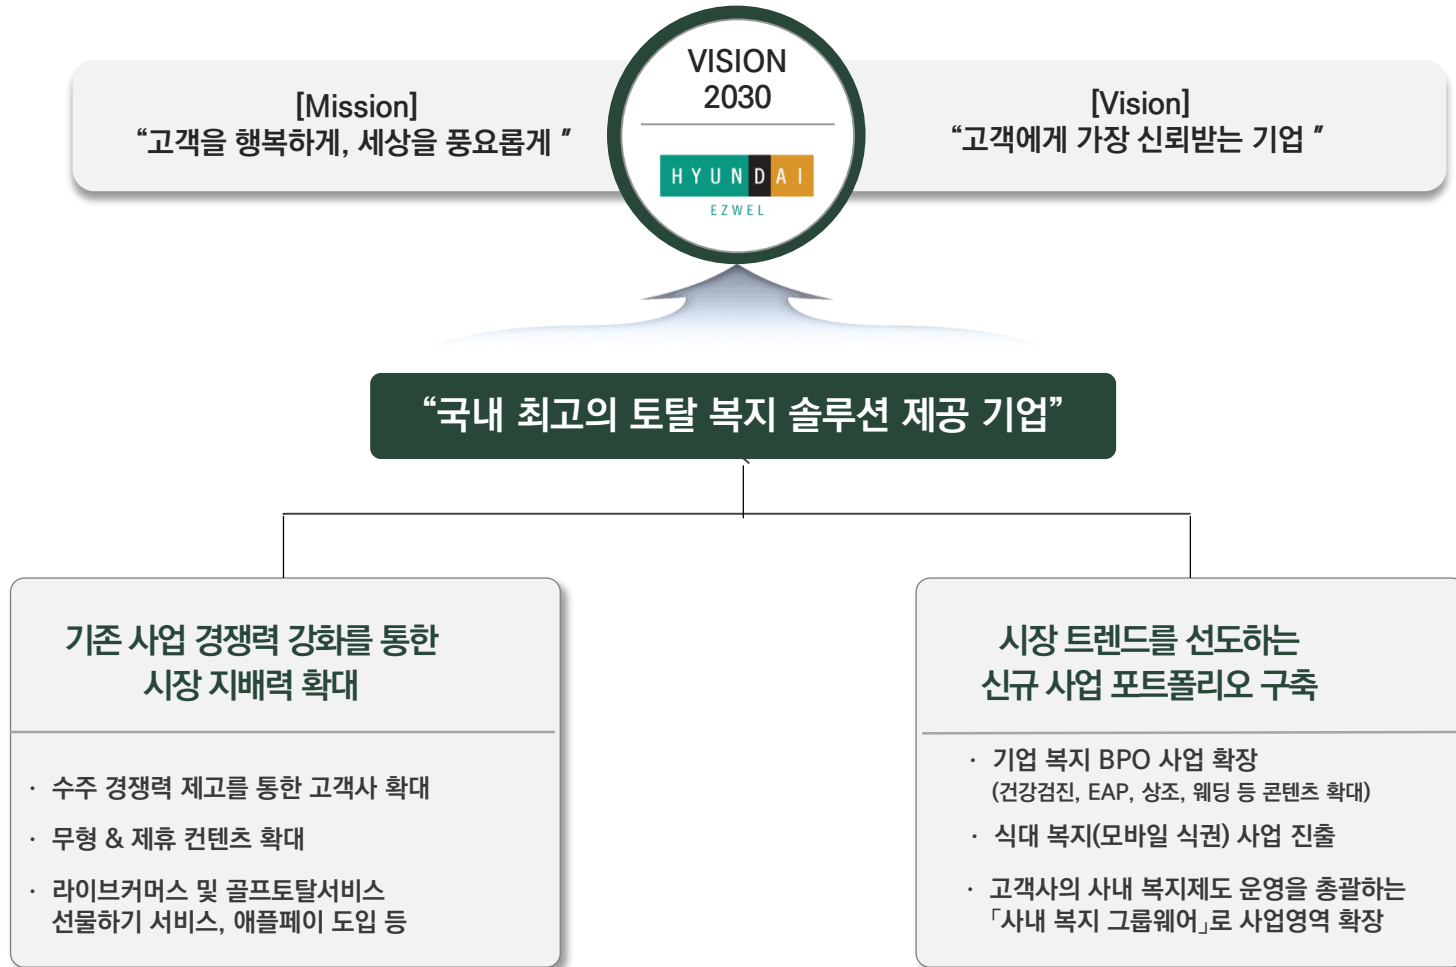 [Mission]
“고객을 행복하게, 세상을 풍요롭게 ”
VISION
2030
HYUNDAI
EZWEL
[Vision]
“고객에게 가장 신뢰받는 기업 ”
“국내 최고의 토탈 복지 솔루션 제공 기업”
기존 사업 경쟁력 강화를 통한
시장 지배력 확대
· 수주 경쟁력 제고를 통한 고객사 확대
· 무형 & 제휴 컨텐츠 확대
· 라이브커머스 및 골프토탈서비스
선물하기 서비스, 애플페이 도입 등
시장 트렌드를 선도하는
신규 사업 포트폴리오 구축
· 기업 복지 BPO 사업 확장
(건강검진, EAP, 상조, 웨딩 등 콘텐츠 확대)
· 식대 복지(모바일 식권) 사업 진출
· 고객사의 사내 복지제도 운영을 총괄하는
「사내 복지 그룹웨어」로 사업영역 확장